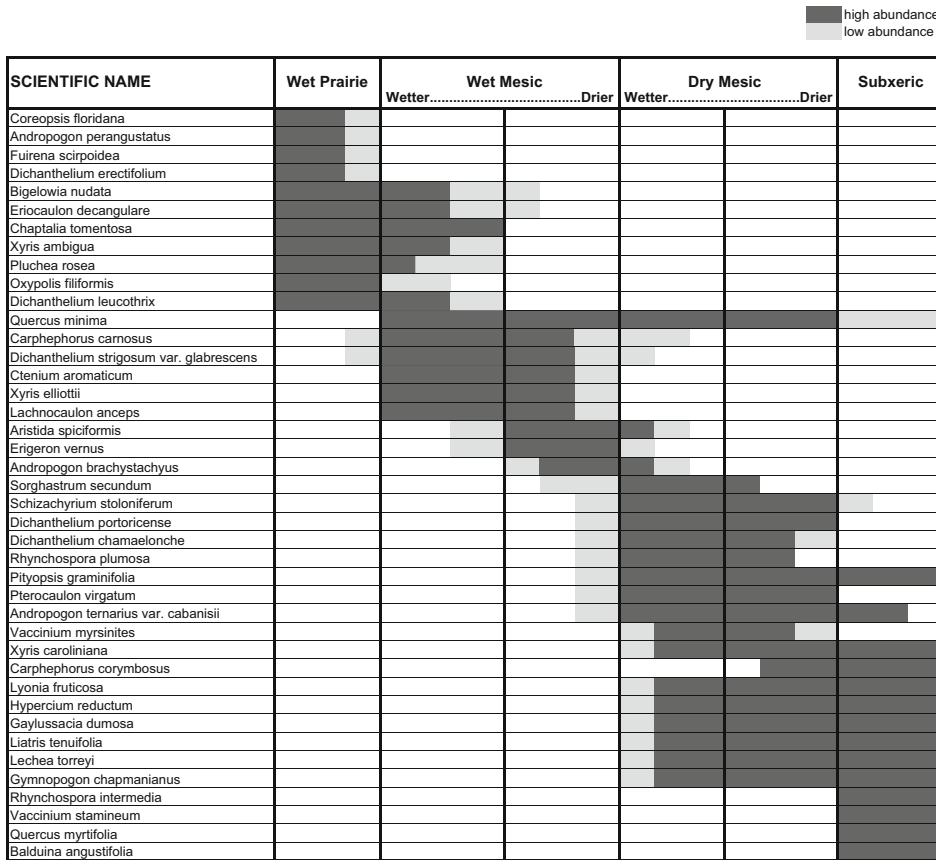 high abundance
low abundance
SCIENTIFIC NAME Wet Prairie Wet Mesic Dry Mesic Subxeric
Wetter......................................Drier Wetter..................................Drier
Coreopsis floridana
Andropogon perangustatus
Fuirena scirpoidea
Dichanthelium erectifolium
Bigelowia nudata
Eriocaulon decangulare
Chaptalia tomentosa
Xyris ambigua
Pluchea rosea
Oxypolis filiformis
Dichanthelium leucothrix
Quercus minima
Carphephorus carnosus
Dichanthelium strigosum var. glabrescens
Ctenium aromaticum
Xyris elliottii
Lachnocaulon anceps
Aristida spiciformis
Erigeron vernus
Andropogon brachystachyus
Sorghastrum secundum
Schizachyrium stoloniferum
Dichanthelium portoricense
Dichanthelium chamaelonche
Rhynchospora plumosa
Pityopsis graminifolia
Pterocaulon virgatum
Andropogon ternarius var. cabanisii
Vaccinium myrsinites
Xyris caroliniana
Carphephorus corymbosus
Lyonia fruticosa
Hypercium reductum
Gaylussacia dumosa
Liatris tenuifolia
Lechea torreyi
Gymnopogon chapmanianus
Rhynchospora intermedia
Vaccinium stamineum
Quercus myrtifolia
Balduina angustifolia